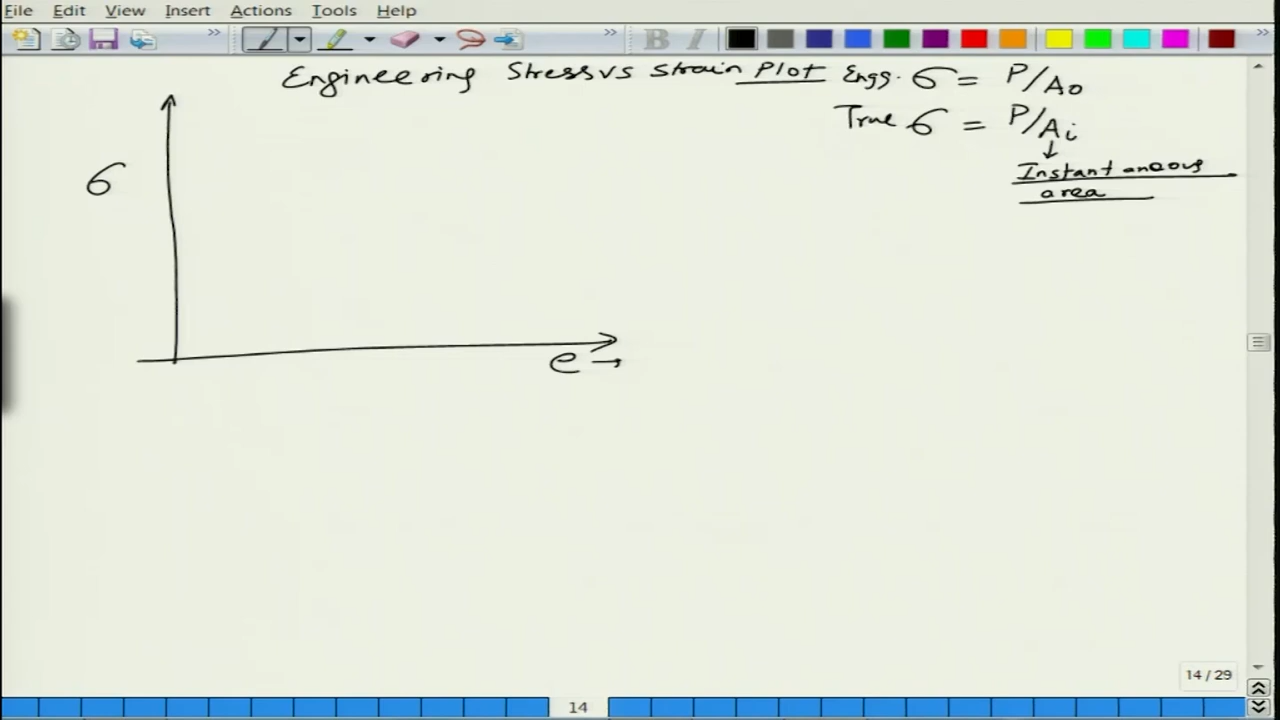 File Edit View Insert Actions Tools Help
B I
Engineering Stress vs Strain Plot Engg. σ = P/A0
True σ = P/Ai
Instantaneous
area
σ
e →
14 / 29
14